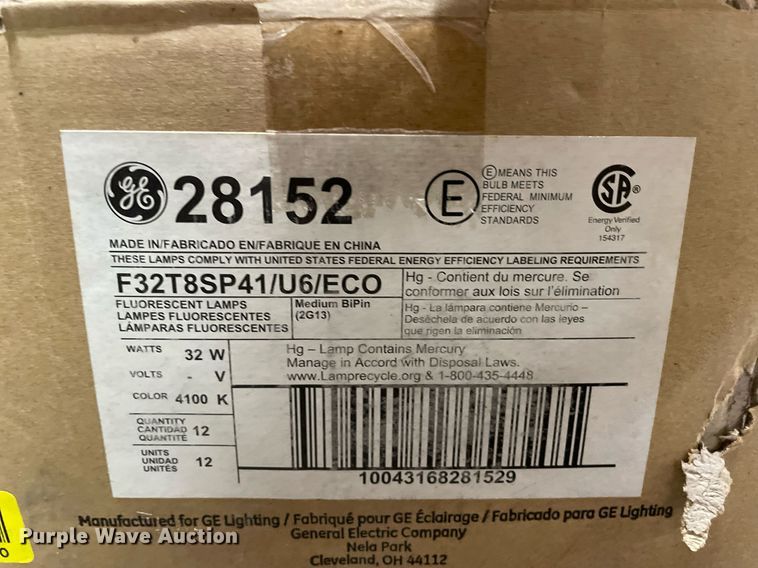 GE 28152
E
E MEANS THIS
BULB MEETS
FEDERAL MINIMUM
EFFICIENCY
STANDARDS
SA ®
Energy Verified
Only
154317
MADE IN/FABRICADO EN/FABRIQUE EN CHINA
THESE LAMPS COMPLY WITH UNITED STATES FEDERAL ENERGY EFFICIENCY LABELING REQUIREMENTS
F32T8SP41/U6/ECO
FLUORESCENT LAMPS
LAMPES FLUORESCENTES
LÁMPARAS FLUORESCENTES
Medium BiPin
(2G13)
Hg - Contient du mercure. Se
conformer aux lois sur l'élimination
Hg - La lámpara contiene Mercurio –
Deséchela de acuerdo con las leyes
que rigen la eliminación
WATTS 32 W
VOLTS - V
COLOR 4100 K
QUANTITY
CANTIDAD 12
QUANTITÉ
UNITS
UNIDAD 12
UNITÉS
Hg – Lamp Contains Mercury
Manage in Accord with Disposal Laws.
www.Lamprecycle.org & 1-800-435-4448
10043168281529
Manufactured for GE Lighting / Fabriqué pour GE Éclairage / Fabricado para GE Lighting
General Electric Company
Nela Park
Cleveland, OH 44112
Purple Wave Auction